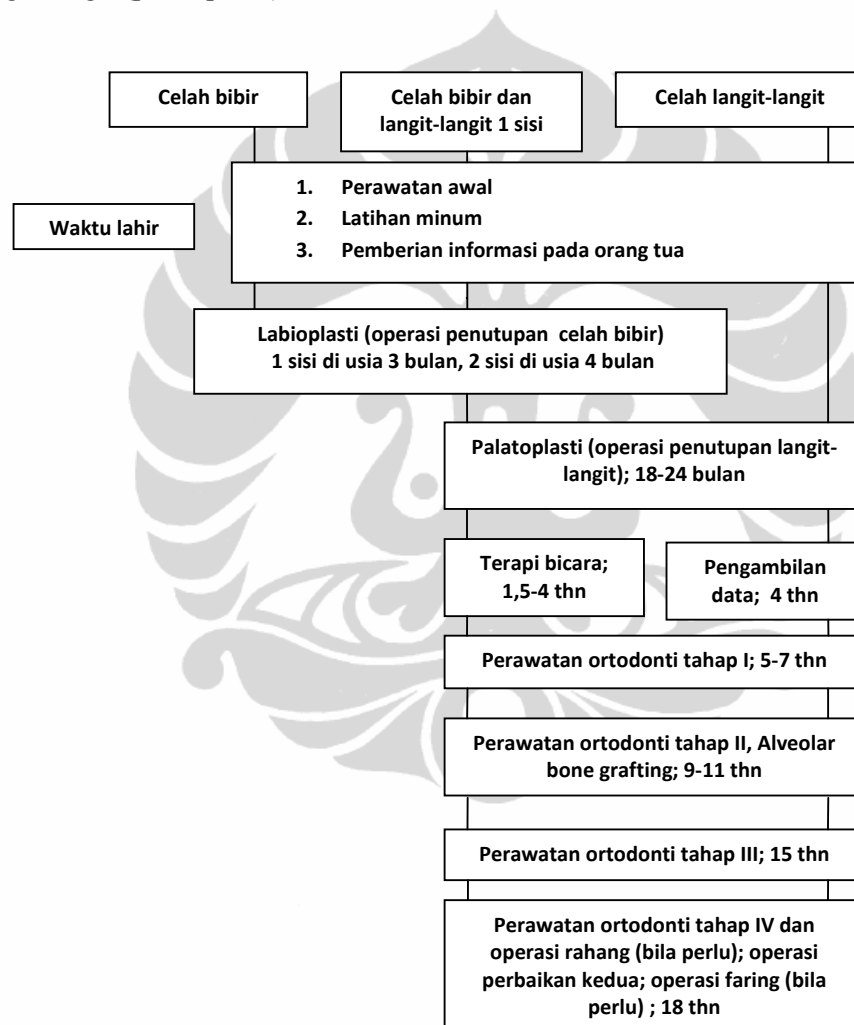 Celah bibir
Celah bibir dan
langit-langit 1 sisi
Celah langit-langit
Waktu lahir
1. Perawatan awal
2. Latihan minum
3. Pemberian informasi pada orang tua
Labioplasti (operasi penutupan celah bibir)
1 sisi di usia 3 bulan, 2 sisi di usia 4 bulan
Palatoplasti (operasi penutupan langit-
langit); 18-24 bulan
Terapi bicara;
1,5-4 thn
Pengambilan
data; 4 thn
Perawatan ortodonti tahap I; 5-7 thn
Perawatan ortodonti tahap II, Alveolar
bone grafting; 9-11 thn
Perawatan ortodonti tahap III; 15 thn
Perawatan ortodonti tahap IV dan
operasi rahang (bila perlu); operasi
perbaikan kedua; operasi faring (bila
perlu) ; 18 thn